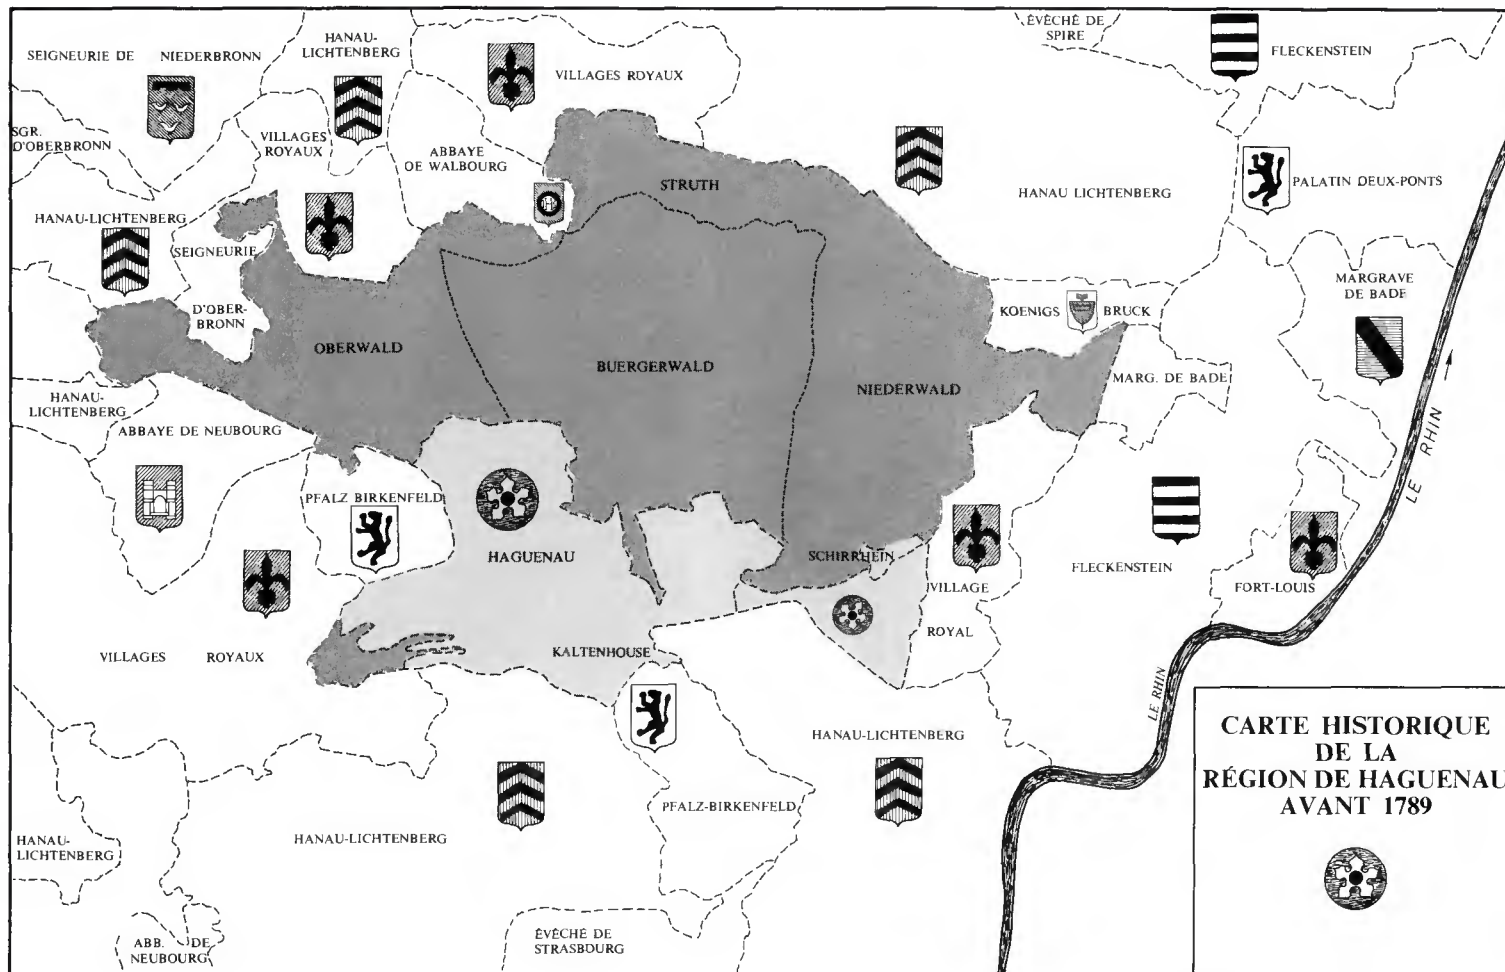 ÉVÊCHÉ DE
SPIRE
FLECKENSTEIN
SEIGNEURIE DE NIEDERBRONN
HANAU-
LICHTENBERG
VILLAGES ROYAUX
SGR.
D'OBERBRONN
VILLAGES
ROYAUX
ABBAYE
DE WALBOURG
STRUTH
HANAU LICHTENBERG
PALATIN DEUX-PONTS
HANAU-LICHTENBERG
SEIGNEURIE
D'OBER-
BRONN
MARGRAVE
DE BADE
KOENIGS BRUCK
OBERWALD
BUERGERWALD
NIEDERWALD
MARG. DE BADE
HANAU-
LICHTENBERG
ABBAYE DE NEUBOURG
LE RHIN
PFALZ BIRKENFELD
HAGUENAU
SCHIRRHEIN
VILLAGE
ROYAL
FLECKENSTEIN
FORT-LOUIS
VILLAGES ROYAUX
KALTENHOUSE
LE RHIN
HANAU-LICHTENBERG
PFALZ-BIRKENFELD
HANAU-LICHTENBERG
HANAU-
LICHTENBERG
ABB. DE
NEUBOURG
ÉVÊCHÉ DE
STRASBOURG
CARTE HISTORIQUE
DE LA
RÉGION DE HAGUENAU
AVANT 1789